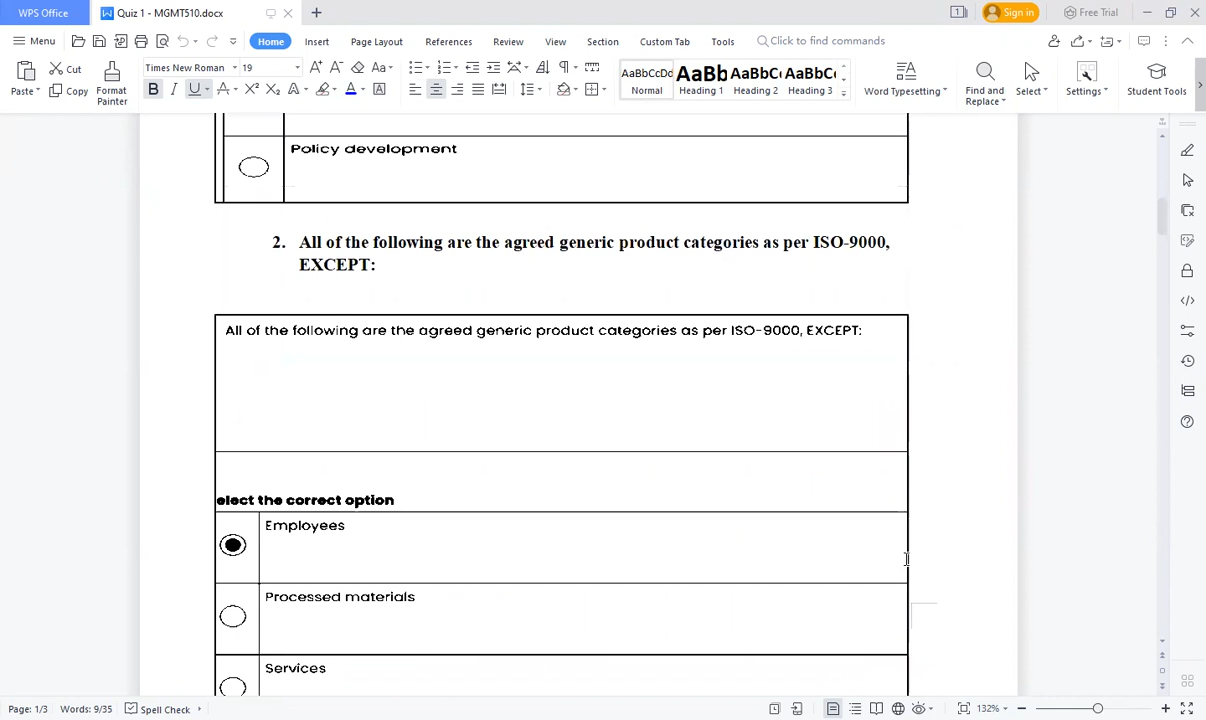 WPS Office
Quiz 1 - MGMT510.docx
1
Sign in
Free Trial
Menu
Home
Insert
Page Layout
References
Review
View
Section
Custom Tab
Tools
Click to find commands
Paste
Cut
Copy
Format Painter
Times New Roman
19
AaBbCcDd
Normal
AaBb
Heading 1
AaBbC
Heading 2
AaBbC
Heading 3
Word Typesetting
Find and Replace
Select
Settings
Student Tools
Policy development
2. All of the following are the agreed generic product categories as per ISO-9000,
EXCEPT:
All of the following are the agreed generic product categories as per ISO-9000, EXCEPT:
elect the correct option
Employees
Processed materials
Services
Page: 1/3
Words: 9/35
Spell Check
132%